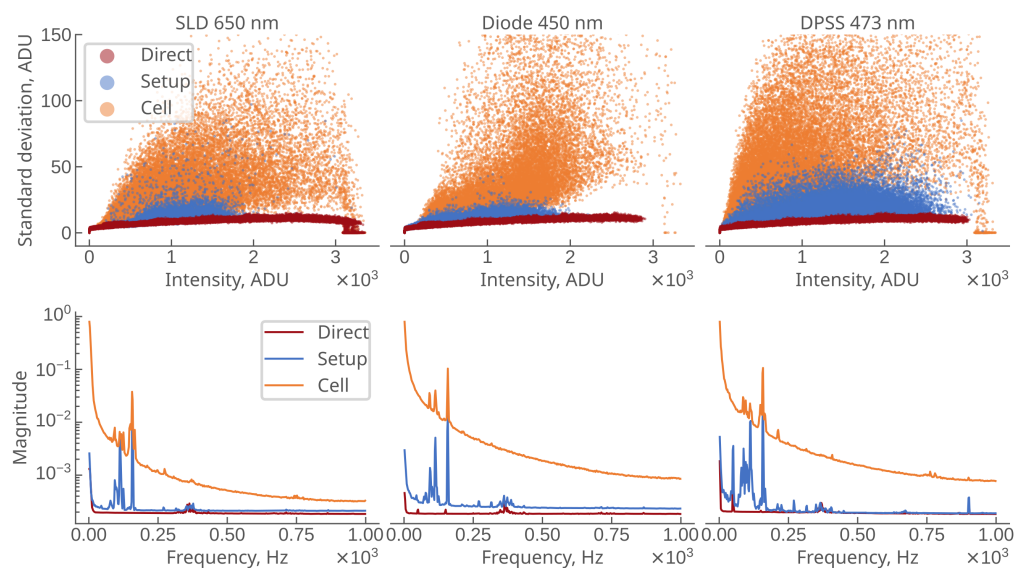 SLD 650 nm
Diode 450 nm
DPSS 473 nm
Standard deviation, ADU
150
100
50
0
Direct
Setup
Cell
0 1 2 3
0 1 2 3
0 1 2 3
Intensity, ADU ×10³
Intensity, ADU ×10³
Intensity, ADU ×10³
Magnitude
10⁰
10⁻¹
10⁻²
10⁻³
Direct
Setup
Cell
0.00 0.25 0.50 0.75 1.00
0.00 0.25 0.50 0.75 1.00
0.00 0.25 0.50 0.75 1.00
Frequency, Hz ×10³
Frequency, Hz ×10³
Frequency, Hz ×10³